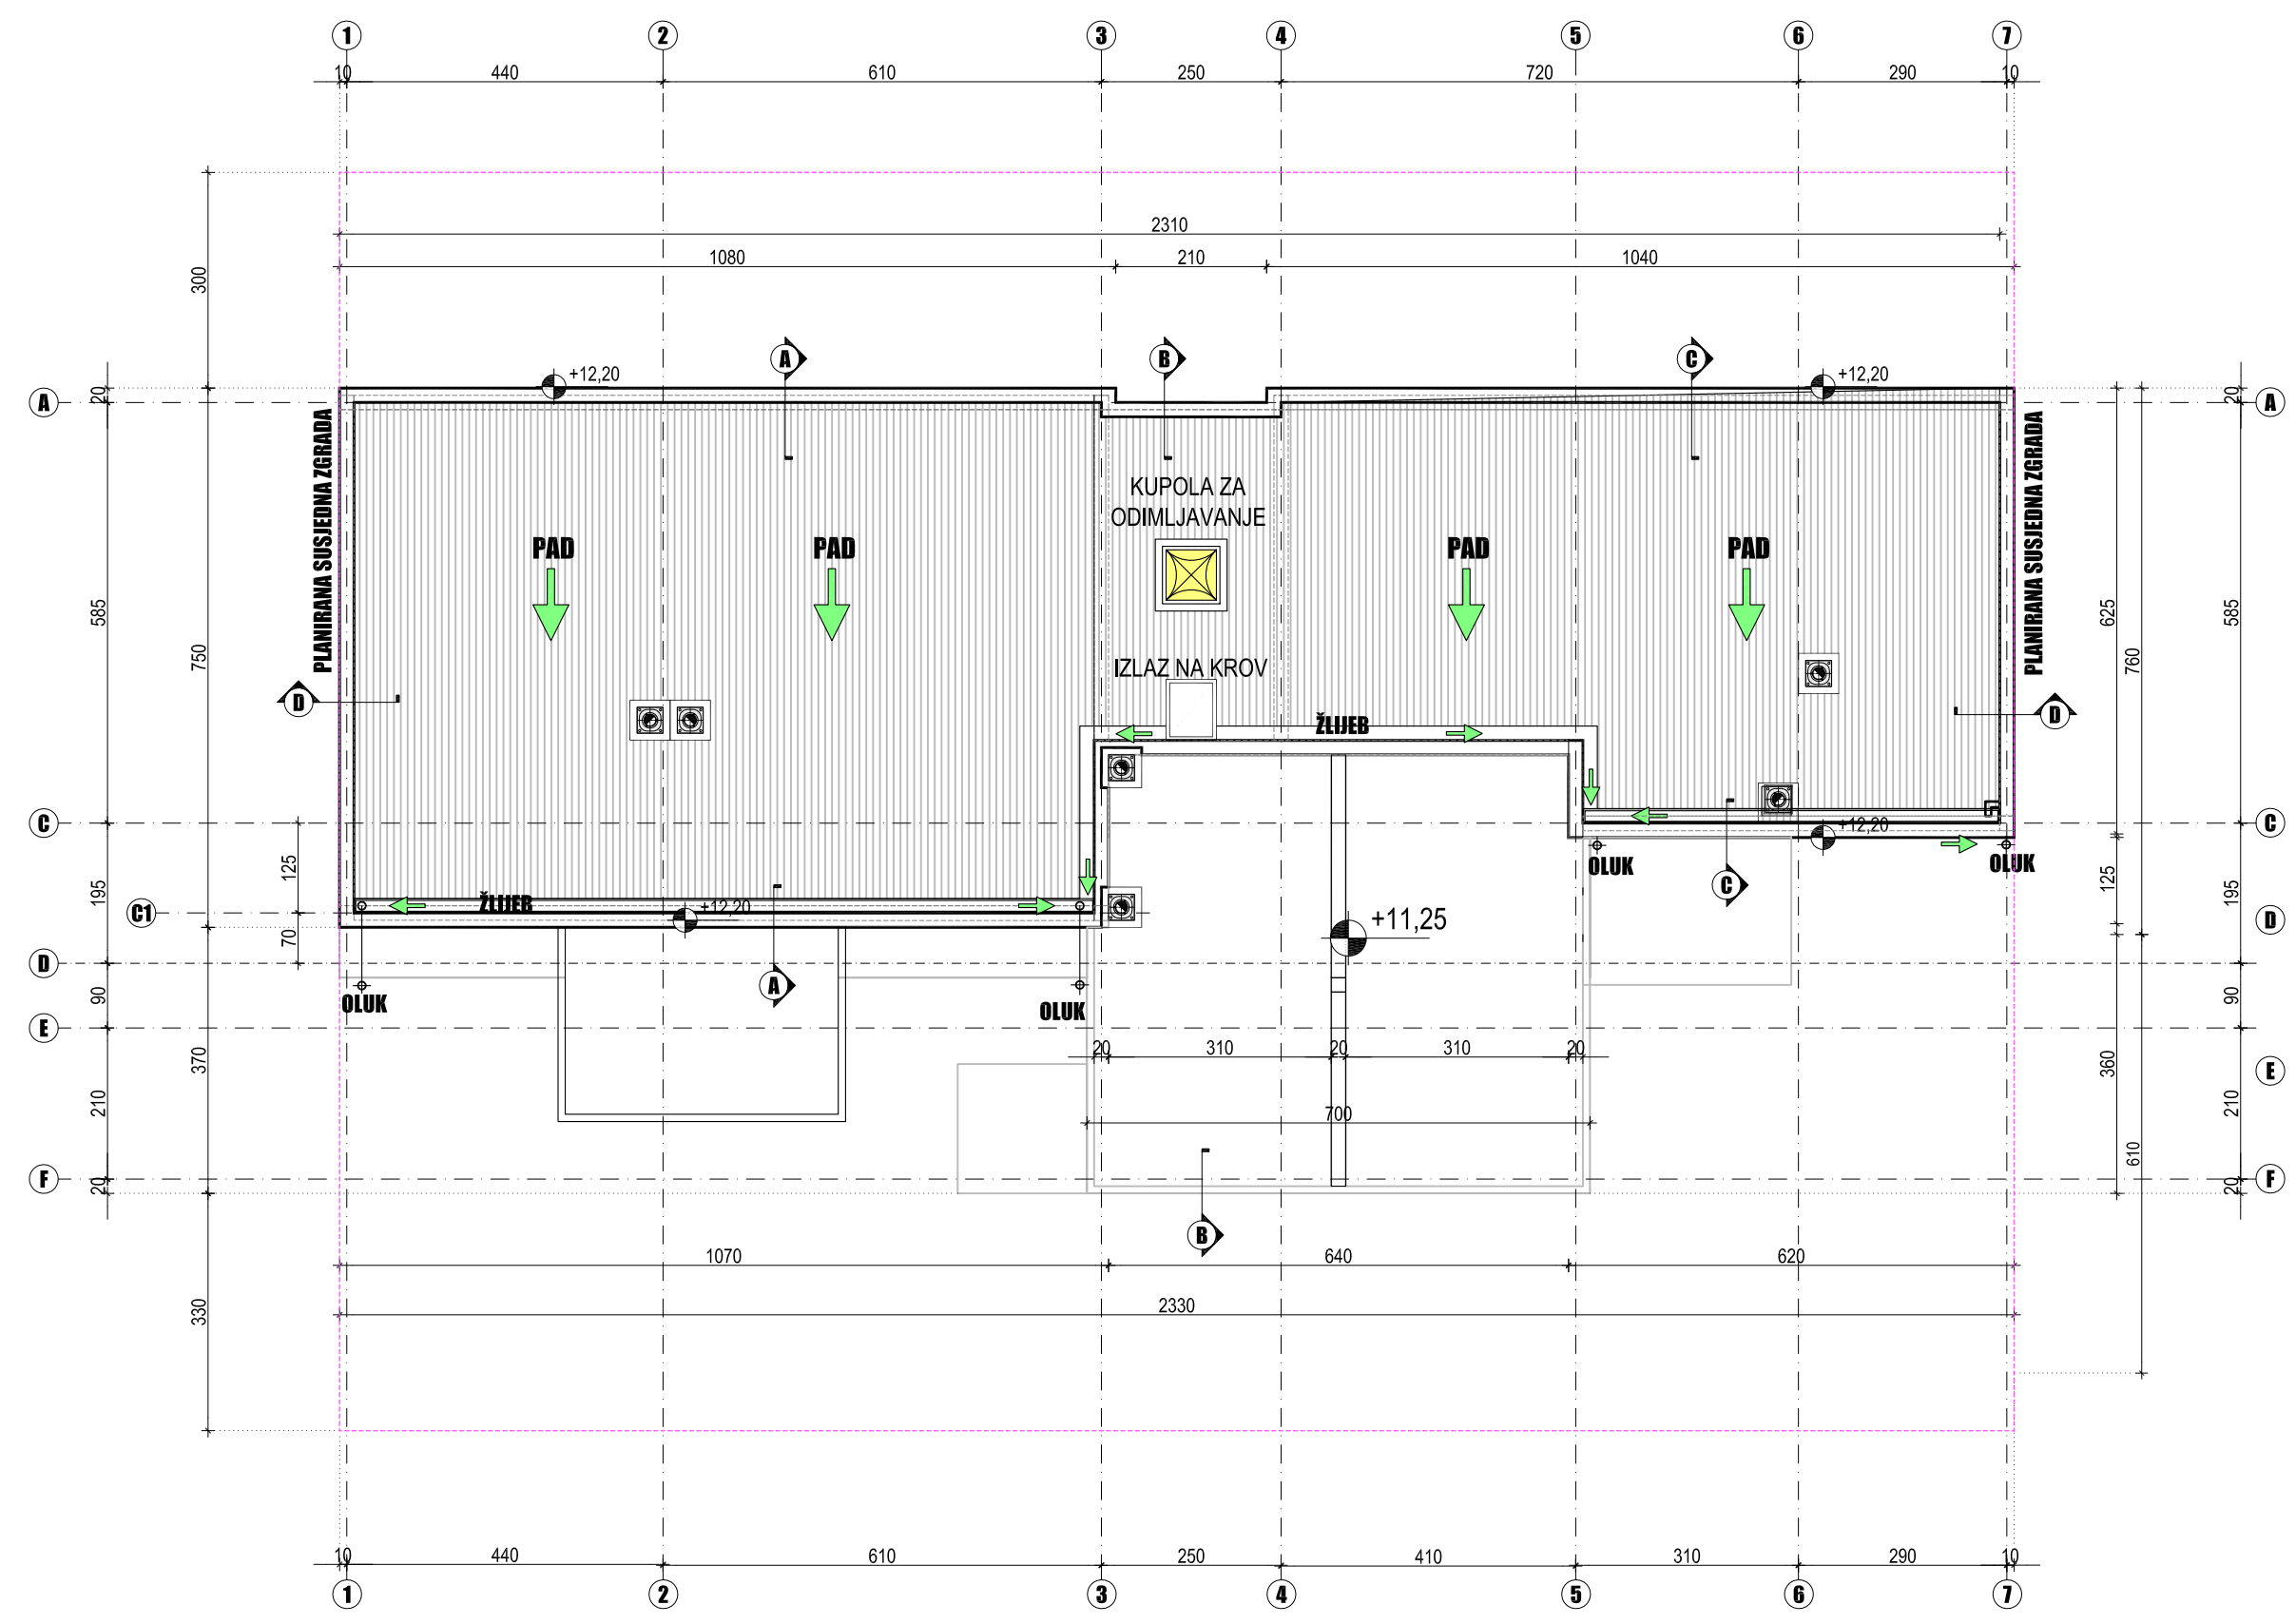 1 2 3 4 5 6 7
10 440 610 250 720 290 10
2310
1080 210 1040
300
A B C
+12,20 +12,20
20 20
A A
PLANIRANA SUSJEDNA ZGRADA
PLANIRANA SUSJEDNA ZGRADA
KUPOLA ZA
ODIMLJAVANJE
PAD PAD PAD PAD
585 750 625 585
760
IZLAZ NA KROV
D D
ŽLIJEB
C C
+12,20
125
OLUK OLUK
195 125 195
C
ŽLIJEB +12,20
C1 D
+11,25
70
D
A
90 90
OLUK OLUK
E
20 310 20 310 20
370 360
E
210 210
700
610
F F
20 20
B
1070 640 620
2330
330
10 440 610 250 410 310 290 10
1 2 3 4 5 6 7